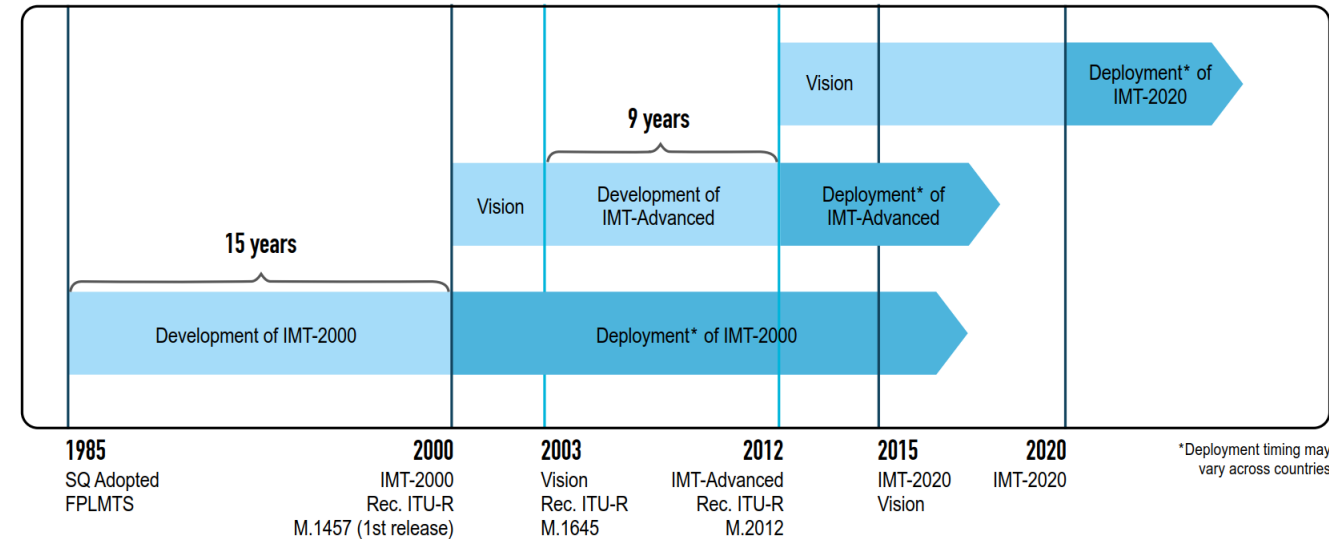 Vision
Deployment* of
IMT-2020
9 years
Vision
Development of
IMT-Advanced
Deployment* of
IMT-Advanced
15 years
Development of IMT-2000
Deployment* of IMT-2000
1985
SQ Adopted
FPLMTS
2000
IMT-2000
Rec. ITU-R
M.1457 (1st release)
2003
Vision
Rec. ITU-R
M.1645
2012
IMT-Advanced
Rec. ITU-R
M.2012
2015
IMT-2020
Vision
2020
IMT-2020
*Deployment timing may
vary across countries